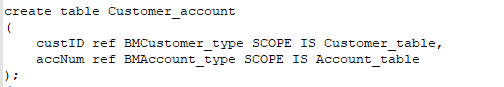 create table Customer_account
(
custID ref BMCustomer_type SCOPE IS Customer_table,
accNum ref BMAccount_type SCOPE IS Account_table
);